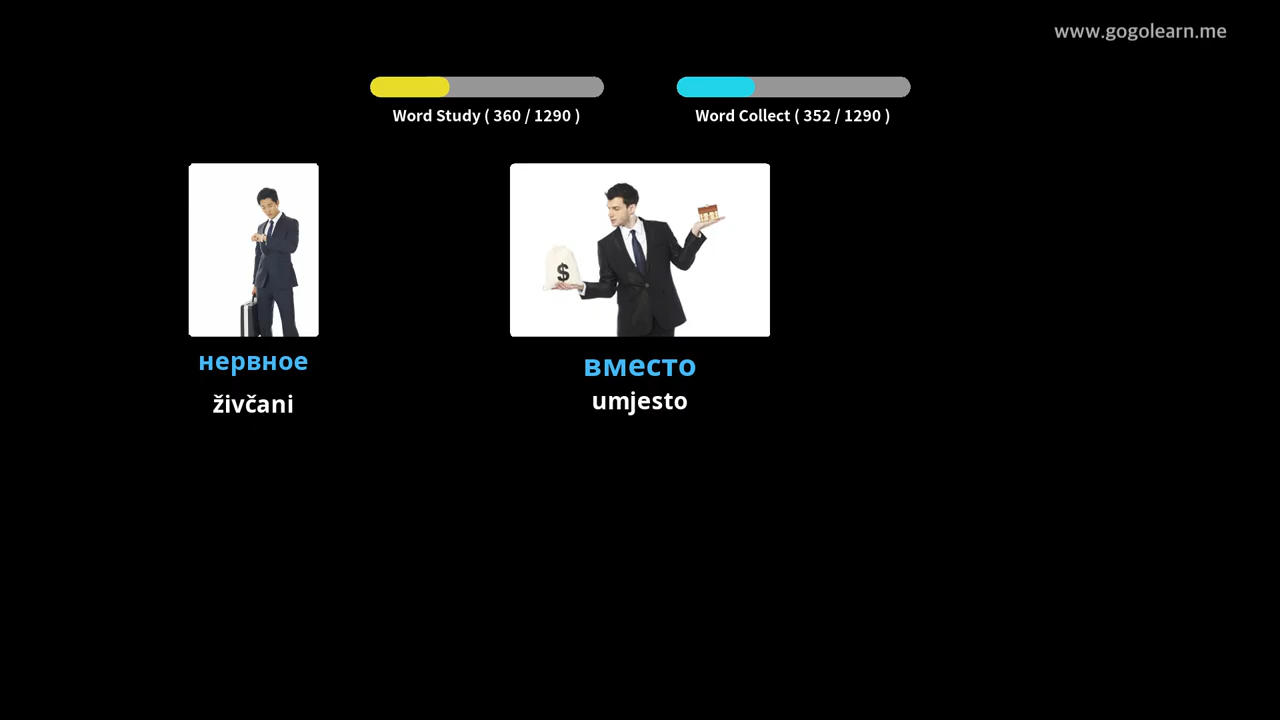 www.gogolearn.me
Word Study ( 360 / 1290 )
Word Collect ( 352 / 1290 )
$
нервное
živčani
вместо
umjesto